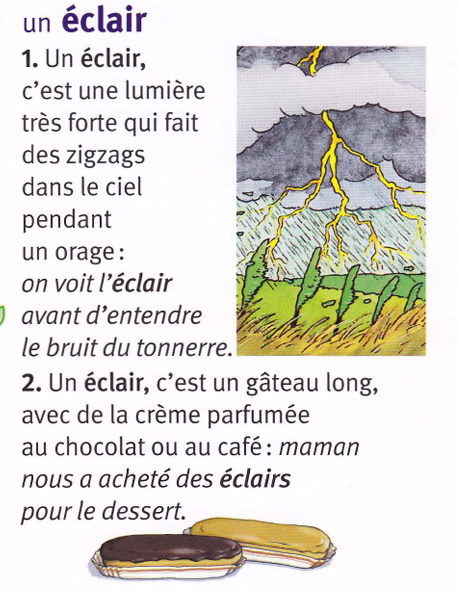 un éclair
1. Un éclair,
c'est une lumière
très forte qui fait
des zigzags
dans le ciel
pendant
un orage :
on voit l'éclair
avant d'entendre
le bruit du tonnerre.
2. Un éclair, c'est un gâteau long,
avec de la crème parfumée
au chocolat ou au café : maman
nous a acheté des éclairs
pour le dessert.